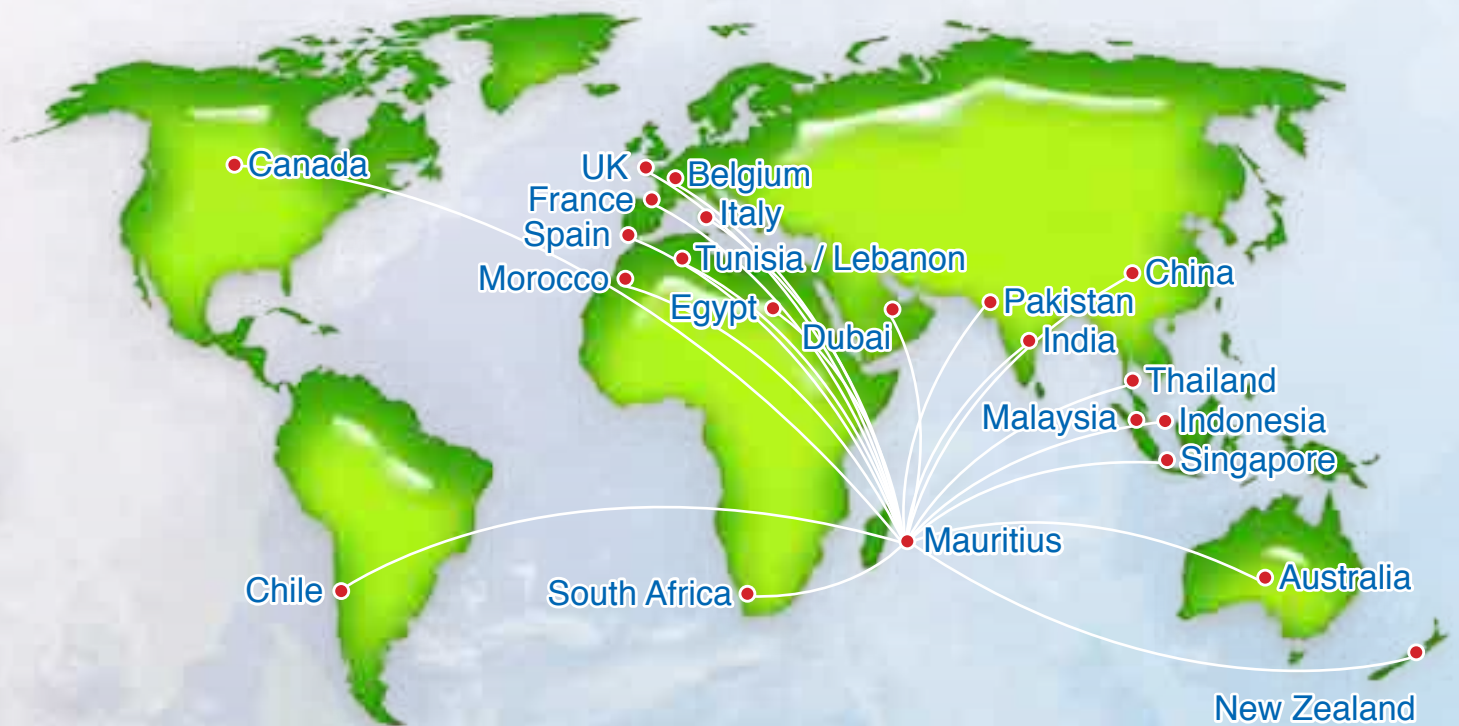 Canada
UK
Belgium
France
Italy
Spain
Tunisia / Lebanon
Morocco
China
Egypt
Pakistan
Dubai
India
Thailand
Malaysia
Indonesia
Singapore
Mauritius
Australia
Chile
South Africa
New Zealand